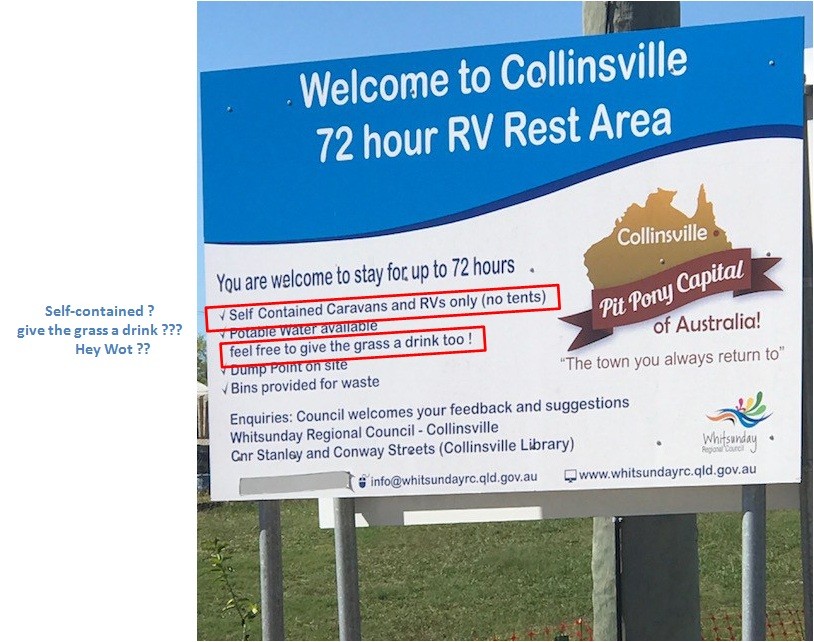 Welcome to Collinsville
72 hour RV Rest Area
Collinsville
Pit Pony Capital
of Australia!
"The town you always return to"
You are welcome to stay for up to 72 hours
√ Self Contained Caravans and RVs only (no tents)
√ Potable Water available
feel free to give the grass a drink too !
√ Dump Point on site
√ Bins provided for waste
Self-contained ?
give the grass a drink ???
Hey Wot ??
Enquiries: Council welcomes your feedback and suggestions
Whitsunday Regional Council - Collinsville
Cnr Stanley and Conway Streets (Collinsville Library)
Whitsunday
Regional Council
info@whitsundayrc.qld.gov.au
www.whitsundayrc.qld.gov.au